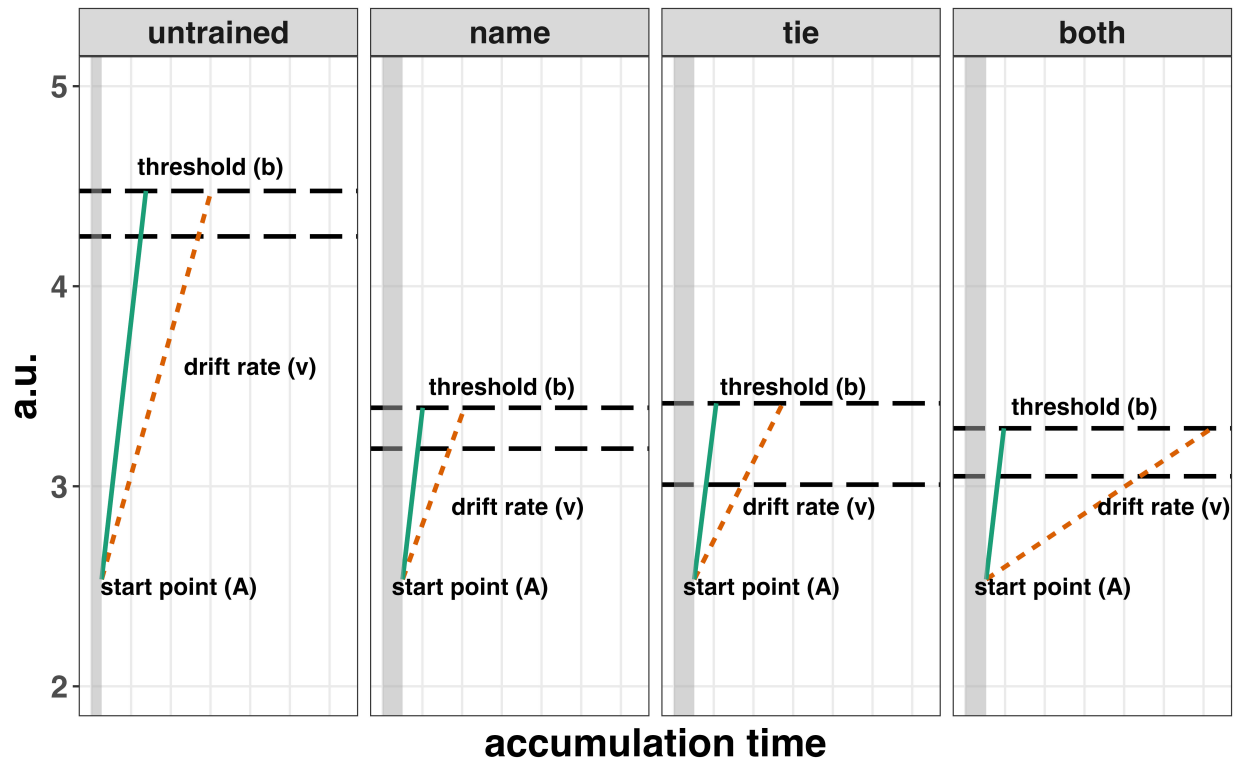 untrained
name
tie
both
a.u.
5
4
3
2
threshold (b)
drift rate (v)
start point (A)
threshold (b)
drift rate (v)
start point (A)
threshold (b)
drift rate (v)
start point (A)
threshold (b)
drift rate (v)
start point (A)
accumulation time